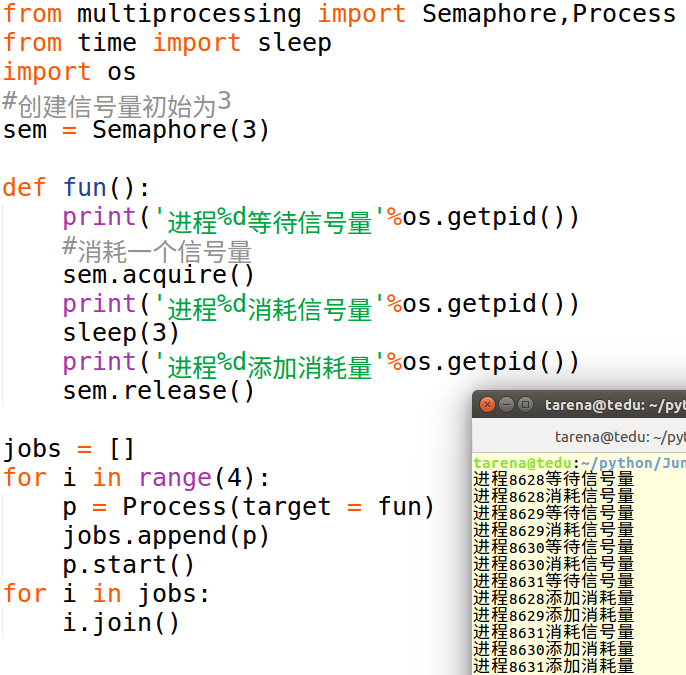 from multiprocessing import Semaphore,Process
from time import sleep
import os
#创建信号量初始为3
sem = Semaphore(3)
def fun():
print('进程%d等待信号量'%os.getpid())
#消耗一个信号量
sem.acquire()
print('进程%d消耗信号量'%os.getpid())
sleep(3)
print('进程%d添加消耗量'%os.getpid())
sem.release()
jobs = []
for i in range(4):
p = Process(target = fun)
jobs.append(p)
p.start()
for i in jobs:
i.join()
tarena@tedu: ~/pyt
tarena@tedu: ~/py
tarena@tedu:~/python/Jun
进程8628等待信号量
进程8628消耗信号量
进程8629等待信号量
进程8629消耗信号量
进程8630等待信号量
进程8630消耗信号量
进程8631等待信号量
进程8628添加消耗量
进程8629添加消耗量
进程8631消耗信号量
进程8630添加消耗量
进程8631添加消耗量